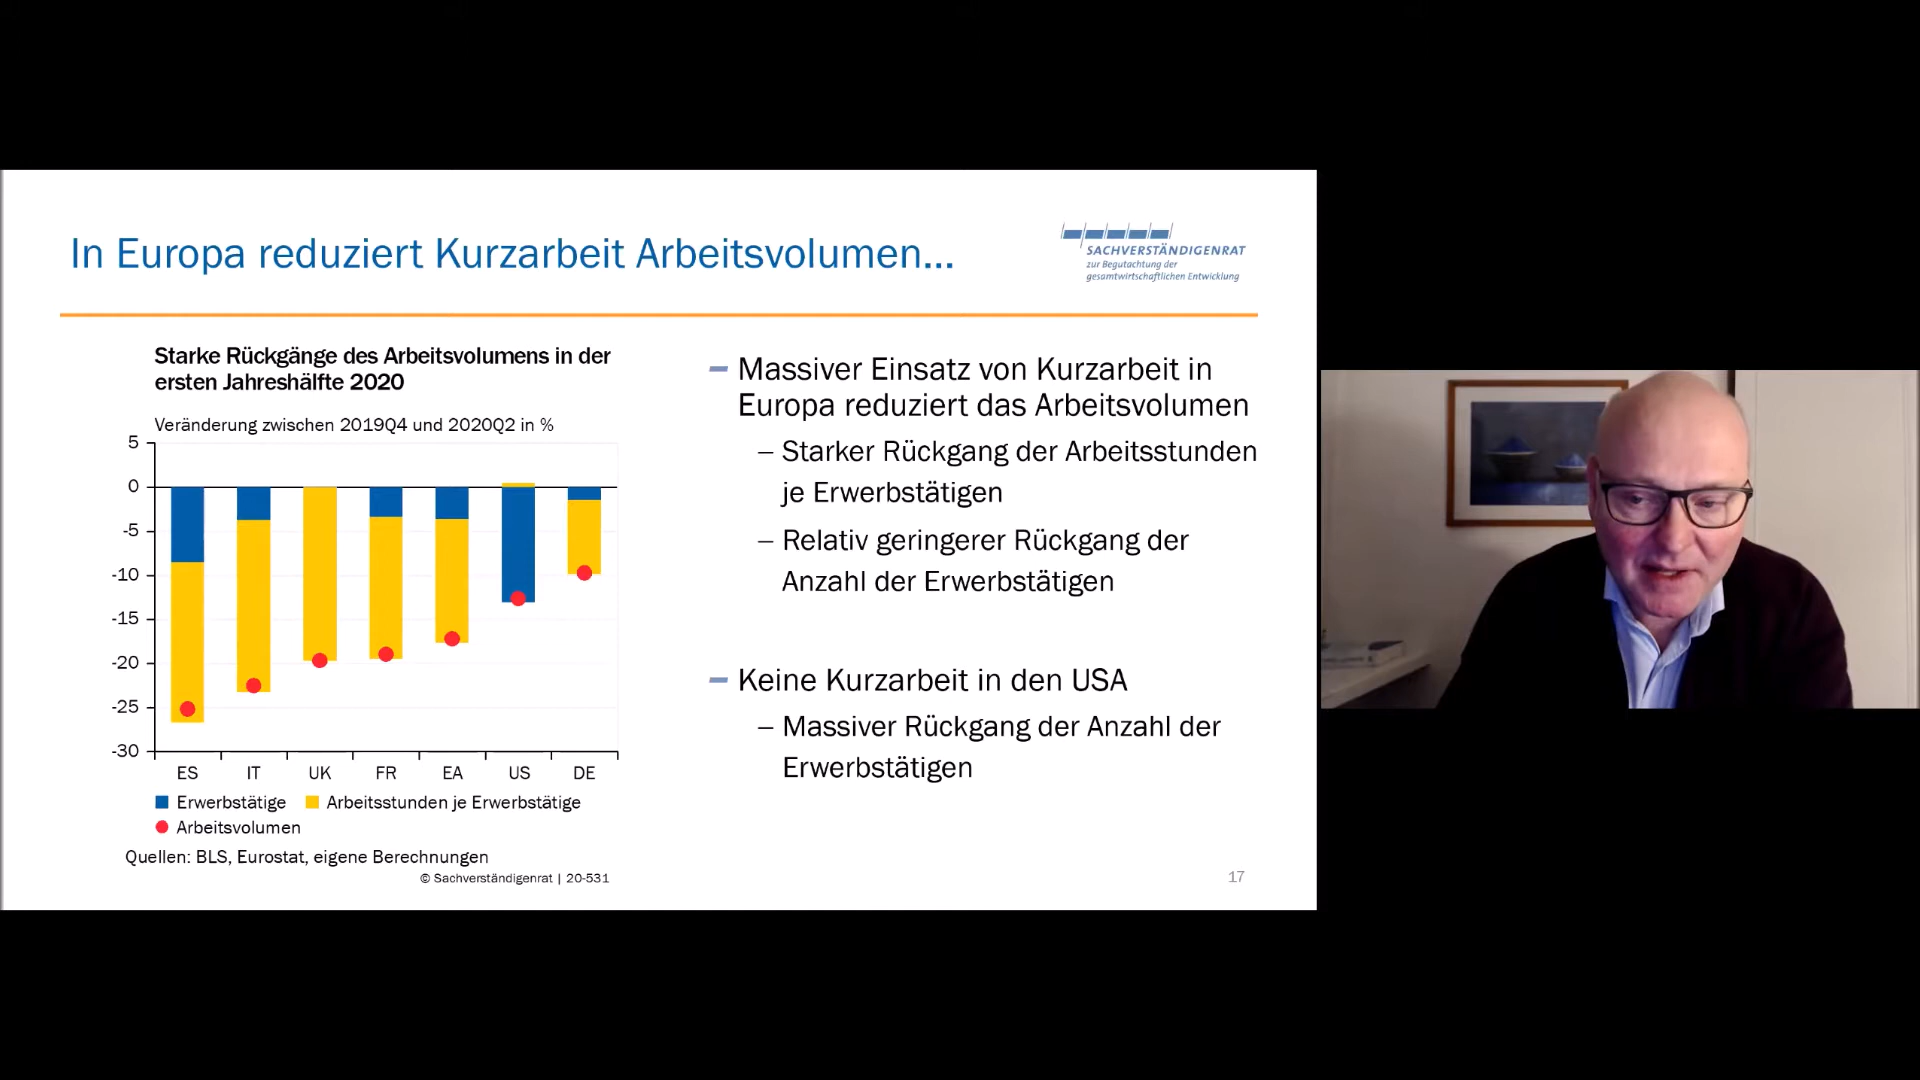 In Europa reduziert Kurzarbeit Arbeitsvolumen...
SACHVERSTÄNDIGENRAT
zur Begutachtung der
gesamtwirtschaftlichen Entwicklung
Starke Rückgänge des Arbeitsvolumens in der
ersten Jahreshälfte 2020
Veränderung zwischen 2019Q4 und 2020Q2 in %
5
0
-5
-10
-15
-20
-25
-30
ES IT UK FR EA US DE
Erwerbstätige Arbeitsstunden je Erwerbstätige
Arbeitsvolumen
Quellen: BLS, Eurostat, eigene Berechnungen
© Sachverständigenrat | 20-531
– Massiver Einsatz von Kurzarbeit in
Europa reduziert das Arbeitsvolumen
– Starker Rückgang der Arbeitsstunden
je Erwerbstätigen
– Relativ geringerer Rückgang der
Anzahl der Erwerbstätigen
– Keine Kurzarbeit in den USA
– Massiver Rückgang der Anzahl der
Erwerbstätigen
17